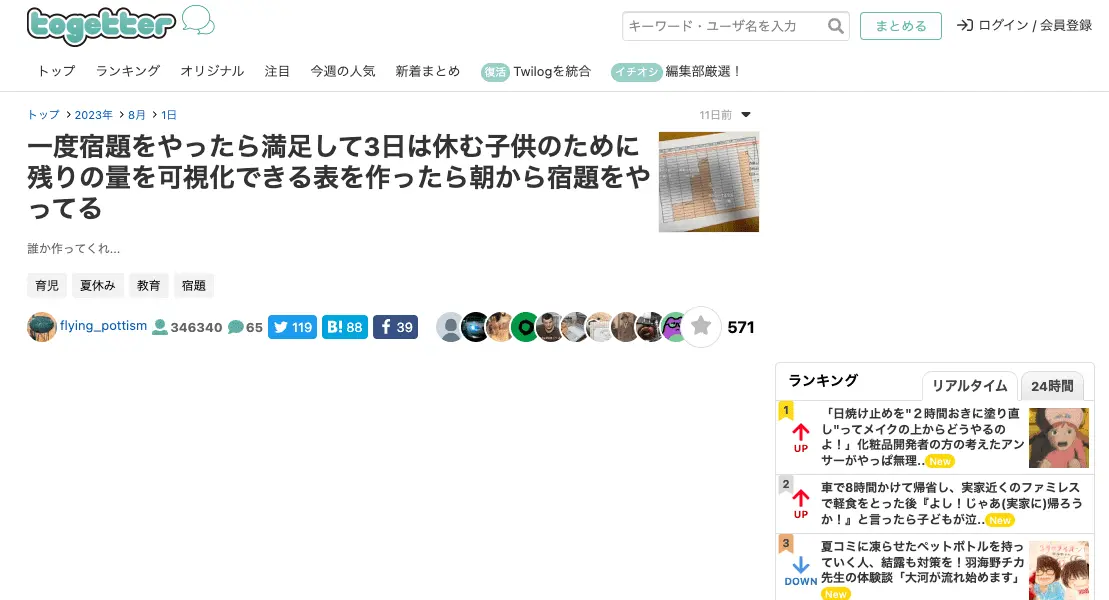 togetter
キーワード・ユーザ名を入力
まとめる
ログイン / 会員登録
トップ ランキング オリジナル 注目 今週の人気 新着まとめ 復活 Twilogを統合 イチオシ 編集部厳選！
トップ 2023年 8月 1日
11日前
一度宿題をやったら満足して3日は休む子供のために
残りの量を可視化できる表を作ったら朝から宿題をや
ってる
誰か作ってくれ...
育児 夏休み 教育 宿題
flying_pottism 346340 65 119 B! 88 f 39 571
ランキング
リアルタイム
24時間
1
UP
「日焼け止めを"２時間おきに塗り直
し"ってメイクの上からどうやるの
よ！」化粧品開発者の方の考えたアン
サーがやっぱ無理.. New
2
UP
車で8時間かけて帰省し、実家近くのファミレス
で軽食をとった後『よし！じゃあ(実家に)帰ろう
か！』と言ったら子どもが泣.. New
3
DOWN
夏コミに凍らせたペットボトルを持っ
ていく人、結露も対策を！羽海野チカ
先生の体験談「大河が流れ始めます」
New